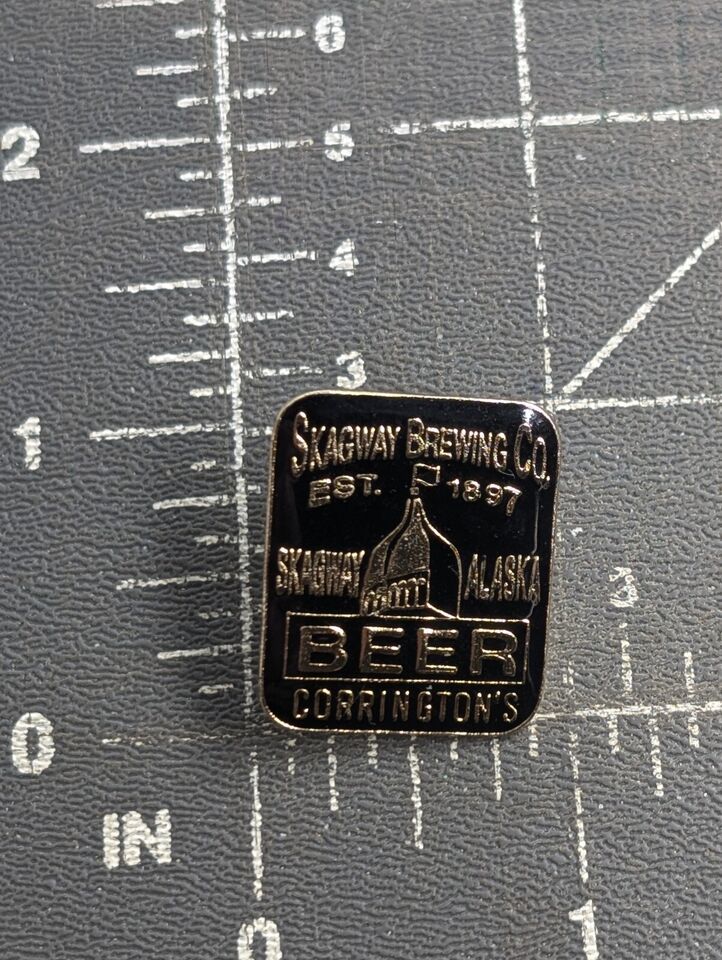 6
2
5
4
3
1
SKAGWAY BREWING CO.
EST. 1897
SKAGWAY ALASKA
BEER
CORRINGTON'S
0
IN
0
1